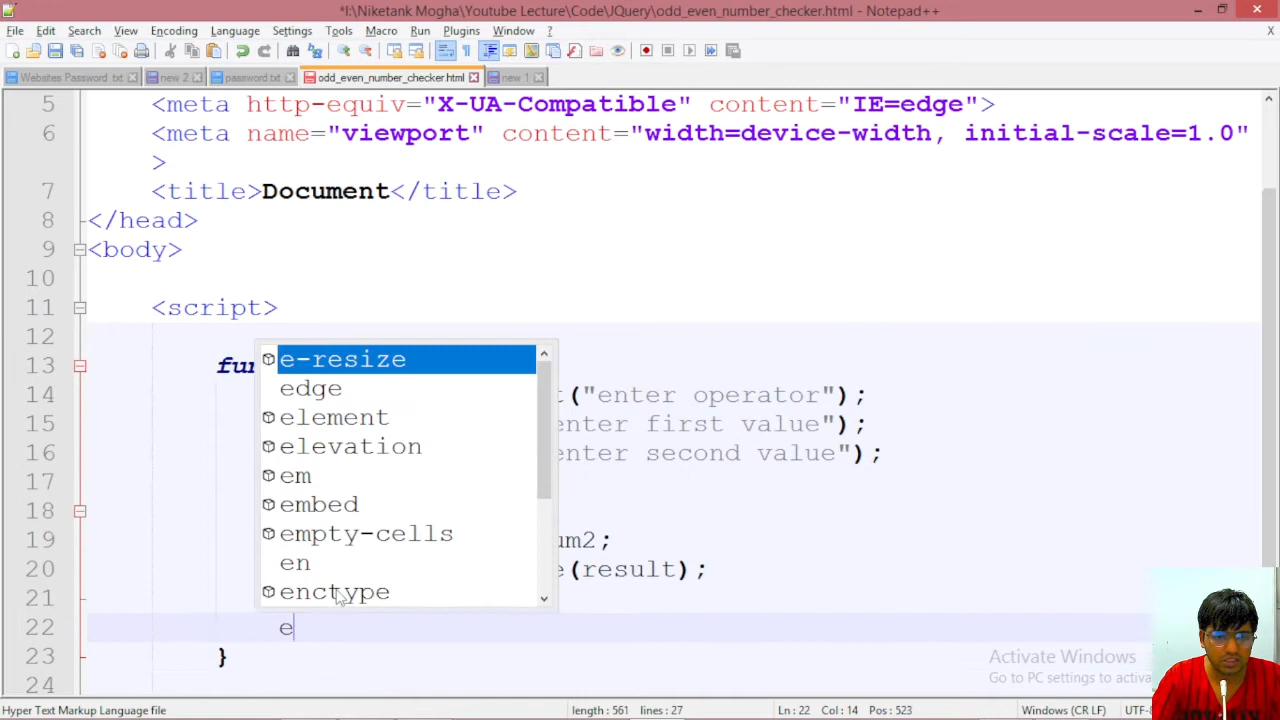 *I:\Niketank Mogha\Youtube Lecture\Code\JQuery\odd_even_number_checker.html - Notepad++
File Edit Search View Encoding Language Settings Tools Macro Run Plugins Window ?
X
Websites Password txt new 2 password.txt odd_even_number_checker.html new 1
5 <meta http-equiv="X-UA-Compatible" content="IE=edge">
6 <meta name="viewport" content="width=device-width, initial-scale=1.0"
>
7 <title>Document</title>
8 </head>
9 <body>
10
11 <script>
12
e-resize
13 fun
edge
14 t("enter operator");
element
15 enter first value");
elevation
16 enter second value");
em
17
embed
18
empty-cells
19 um2;
en
20 e(result);
enctype
21
22 e
23 }
24
Activate Windows
Go to PC settings to activa
Hyper Text Markup Language file length : 561 lines : 27 Ln : 22 Col : 14 Pos : 523 Windows (CR LF) UTF-8